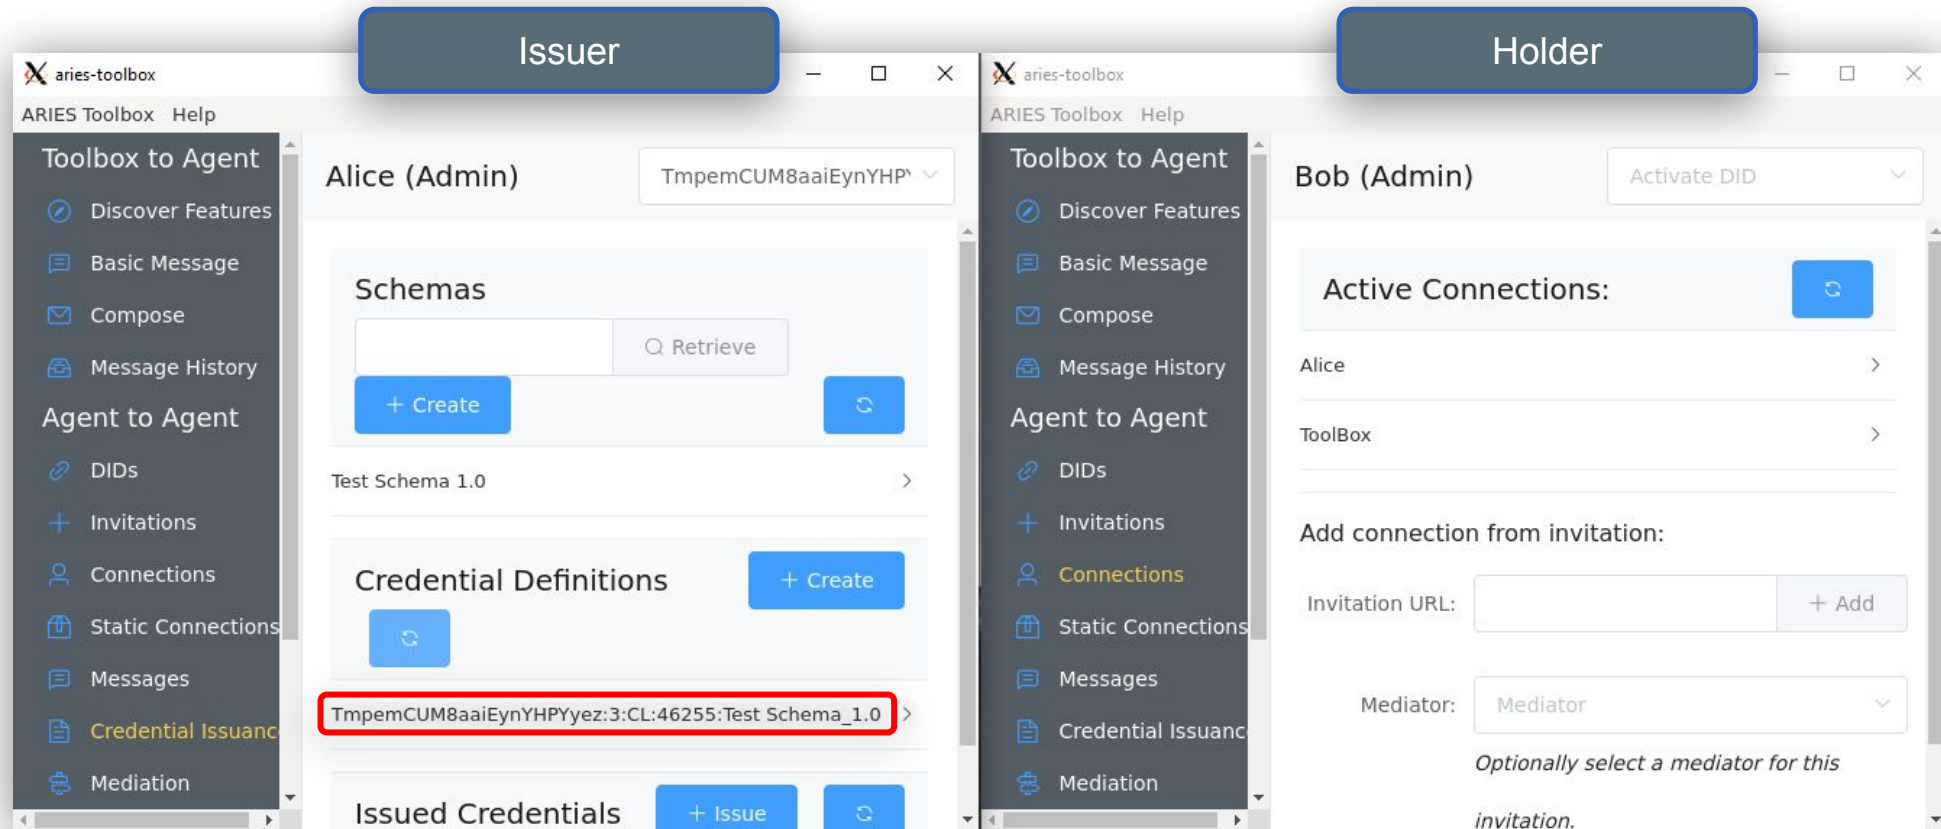 Issuer
Holder
aries-toolbox
ARIES Toolbox Help
Toolbox to Agent
Discover Features
Basic Message
Compose
Message History
Agent to Agent
DIDs
Invitations
Connections
Static Connections
Messages
Credential Issuanc
Mediation
Alice (Admin)
TmpemCUM8aaiEynYHP
Schemas
Retrieve
+ Create
Test Schema 1.0
Credential Definitions
+ Create
TmpemCUM8aaiEynYHPYyez:3:CL:46255:Test Schema_1.0
Issued Credentials
+ Issue
aries-toolbox
ARIES Toolbox Help
Toolbox to Agent
Discover Features
Basic Message
Compose
Message History
Agent to Agent
DIDs
Invitations
Connections
Static Connections
Messages
Credential Issuanc
Mediation
Bob (Admin)
Activate DID
Active Connections:
Alice
ToolBox
Add connection from invitation:
Invitation URL:
+ Add
Mediator:
Mediator
Optionally select a mediator for this
invitation.